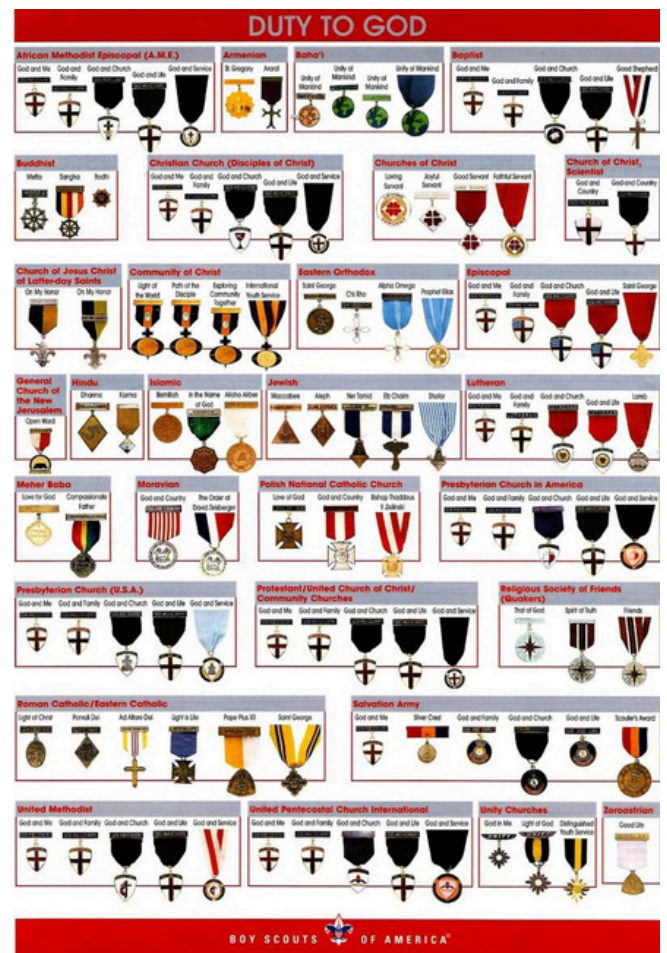 DUTY TO GOD
African Methodist Episcopal (A.M.E.)
God and Me
God and Family
God and Church
God and Life
God and Service
Armenian
St. Gregory
Ararat
Baha'i
Unity of Mankind
Unity of Mankind
Unity of Mankind
Unity of Mankind
Baptist
God and Me
God and Family
God and Church
God and Life
Good Shepherd
Buddhist
Metta
Sangha
Bodhi
Christian Church (Disciples of Christ)
God and Me
God and Family
God and Church
God and Life
God and Service
Churches of Christ
Loving Servant
Joyful Servant
Good Servant
Faithful Servant
Church of Christ, Scientist
God and Country
God and Country
Church of Jesus Christ of Latter-day Saints
On My Honor
On My Honor
Community of Christ
Light of the World
Path of the Disciple
Exploring Community Together
International Youth Service
Eastern Orthodox
Saint George
Chi Rho
Alpha Omega
Prophet Elias
Episcopal
God and Me
God and Family
God and Church
God and Life
Saint George
General Church of the New Jerusalem
Open Word
Hindu
Dharma
Karma
Islamic
Bismillah
In the Name of God
Allaha Akber
Jewish
Maccabee
Aleph
Ner Tamid
Etz Chaim
Shofar
Lutheran
God and Me
God and Family
God and Church
God and Life
Lamb
Meher Baba
Love for God
Compassionate Father
Moravian
God and Country
The Order of David Zeisberger
Polish National Catholic Church
Love of God
God and Country
Bishop Thaddeus F. Zielinski
Presbyterian Church in America
God and Me
God and Family
God and Church
God and Life
God and Service
Presbyterian Church (U.S.A.)
God and Me
God and Family
God and Church
God and Life
God and Service
Protestant/United Church of Christ/
Community Churches
God and Me
God and Family
God and Church
God and Life
God and Service
Religious Society of Friends
(Quakers)
That of God
Spirit of Truth
Friends
Roman Catholic/Eastern Catholic
Light of Christ
Parvuli Dei
Ad Altare Dei
Light is Life
Pope Pius XII
Saint George
Salvation Army
God and Me
Silver Crest
God and Family
God and Church
God and Life
Scouter's Award
United Methodist
God and Me
God and Family
God and Church
God and Life
God and Service
United Pentecostal Church International
God and Me
God and Family
God and Church
God and Life
God and Service
Unity Churches
God in Me
Light of God
Distinguished Youth Service
Zoroastrian
Good Life
BOY SCOUTS OF AMERICA®